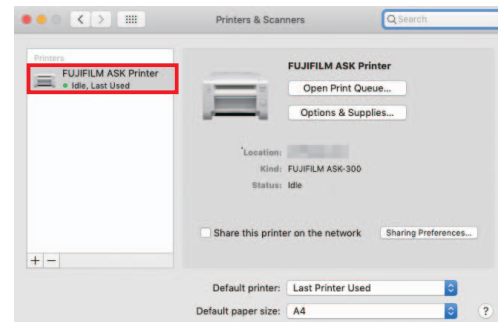 Printers & Scanners
Search
Printers
FUJIFILM ASK Printer
Idle, Last Used
FUJIFILM ASK Printer
Open Print Queue...
Options & Supplies...
Location:
Kind: FUJIFILM ASK-300
Status: Idle
Share this printer on the network
Sharing Preferences...
+ −
Default printer: Last Printer Used
Default paper size: A4
?